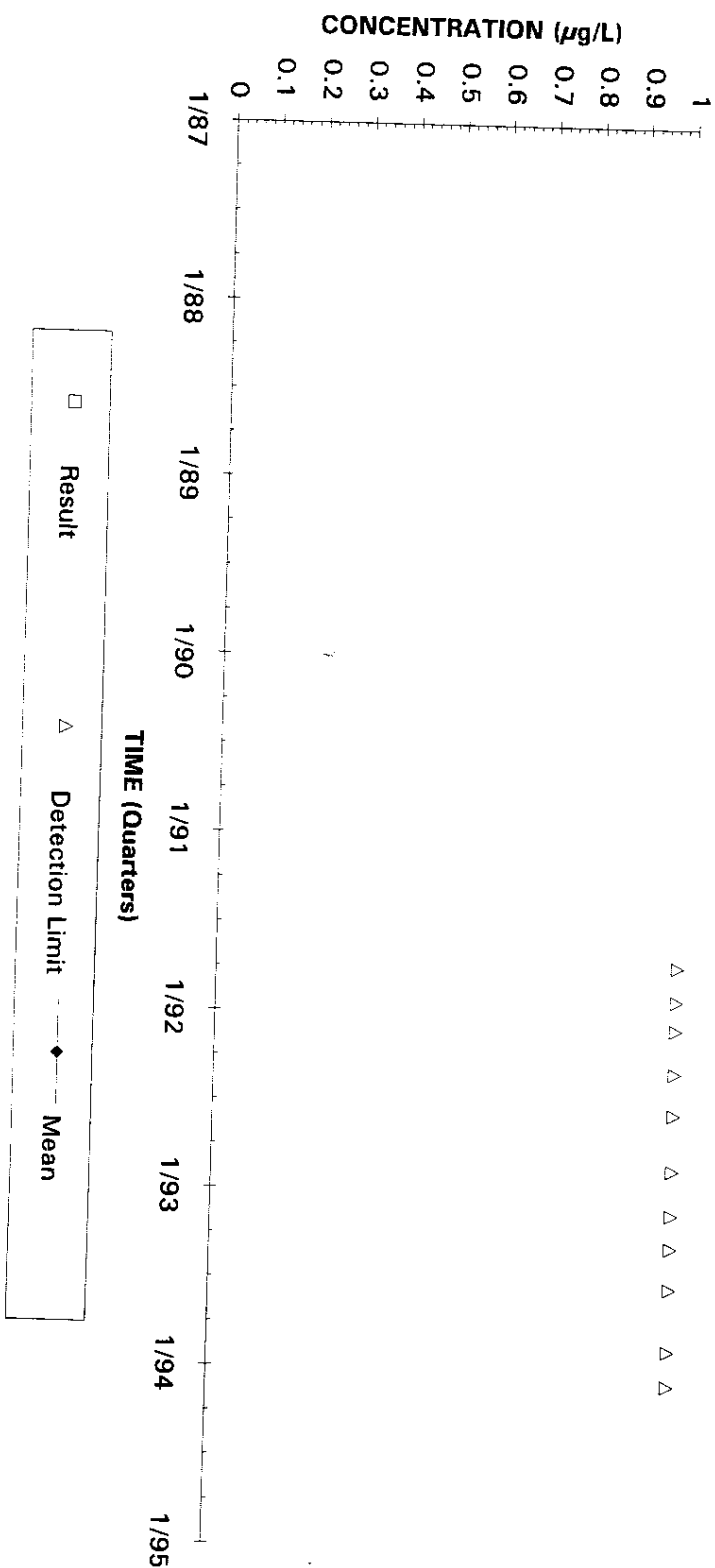 CONCENTRATION (µg/L)
1
0.9
0.8
0.7
0.6
0.5
0.4
0.3
0.2
0.1
0
1/87 1/88 1/89 1/90 1/91 1/92 1/93 1/94 1/95
TIME (Quarters)
□ Result △ Detection Limit ◆ Mean